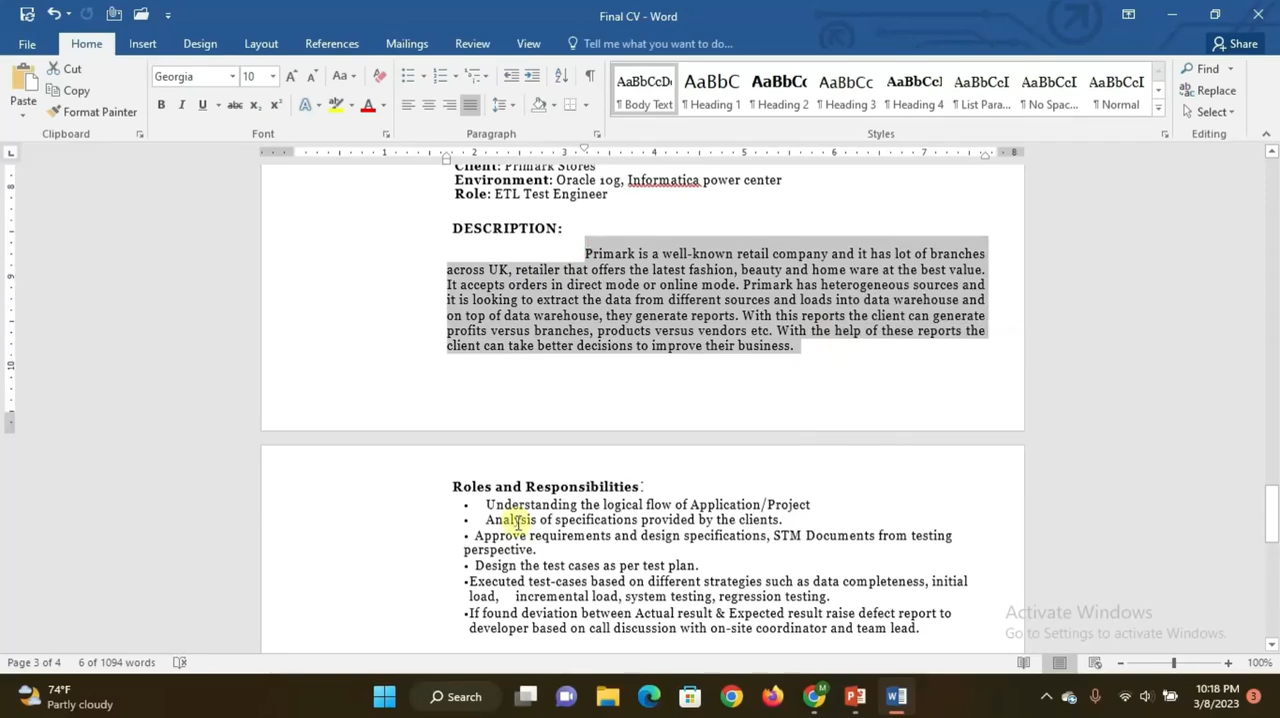 Final CV - Word
File Home Insert Design Layout References Mailings Review View Tell me what you want to do... Share
Paste Cut Copy Format Painter
Georgia 10
AaBbCcDc AaBbC AaBbCc AaBbCc AaBbCcI AaBbCcI AaBbCcI AaBbCcI
¶ Body Text ¶ Heading 1 ¶ Heading 2 ¶ Heading 3 ¶ Heading 4 ¶ List Para... ¶ No Spac... ¶ Normal
Find Replace Select
Clipboard Font Paragraph Styles Editing
1 2 3 4 5 6 7 8
Client: Primark Stores
Environment: Oracle 10g, Informatica power center
Role: ETL Test Engineer
DESCRIPTION:
Primark is a well-known retail company and it has lot of branches
across UK, retailer that offers the latest fashion, beauty and home ware at the best value.
It accepts orders in direct mode or online mode. Primark has heterogeneous sources and
it is looking to extract the data from different sources and loads into data warehouse and
on top of data warehouse, they generate reports. With this reports the client can generate
profits versus branches, products versus vendors etc. With the help of these reports the
client can take better decisions to improve their business.
Roles and Responsibilities:
• Understanding the logical flow of Application/Project
• Analysis of specifications provided by the clients.
• Approve requirements and design specifications, STM Documents from testing
perspective.
• Design the test cases as per test plan.
•Executed test-cases based on different strategies such as data completeness, initial
load, incremental load, system testing, regression testing.
•If found deviation between Actual result & Expected result raise defect report to
developer based on call discussion with on-site coordinator and team lead.
Activate Windows
Go to Settings to activate Windows.
Page 3 of 4 6 of 1094 words 100%
74°F
Partly cloudy
Search
10:18 PM
3/8/2023